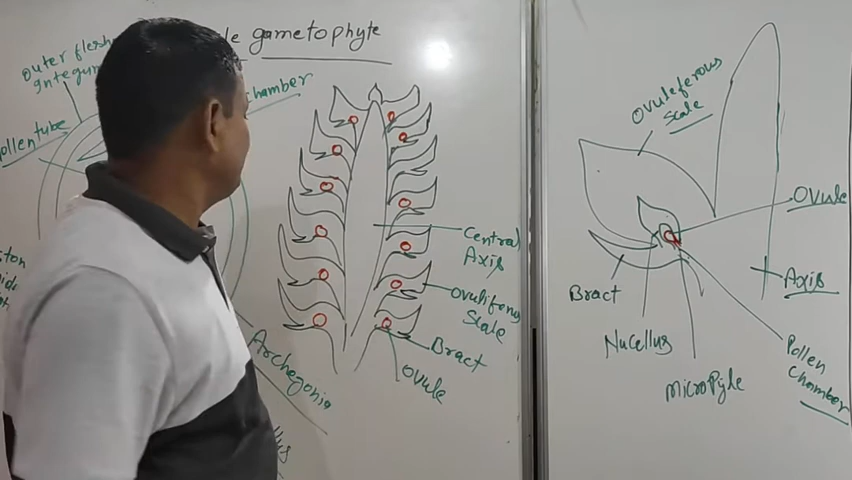 gametophyte
Outer flesh
Integu
chamber
Pollen tube
Archegonia
Central
Axis
Ovuliferous
Scale
Bract
Ovule
Ovuleferous
Scale
Ovule
Axis
Bract
Nucellus
Micropyle
Pollen
Chamber